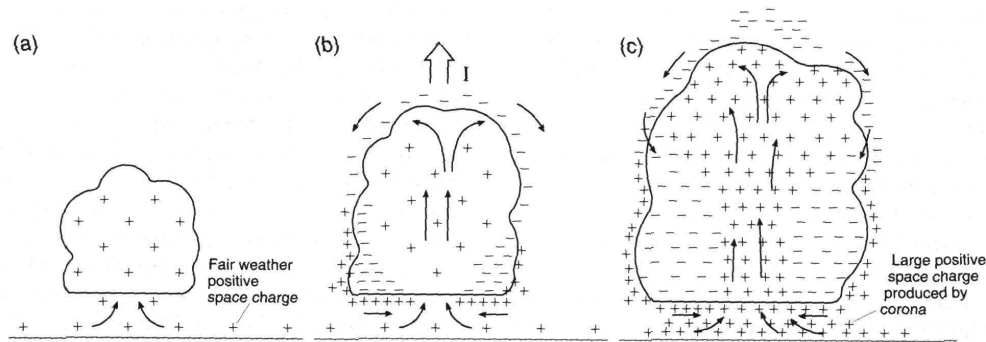 (a)
(b)
(c)
I
Fair weather
positive
space charge
Large positive
space charge
produced by
corona